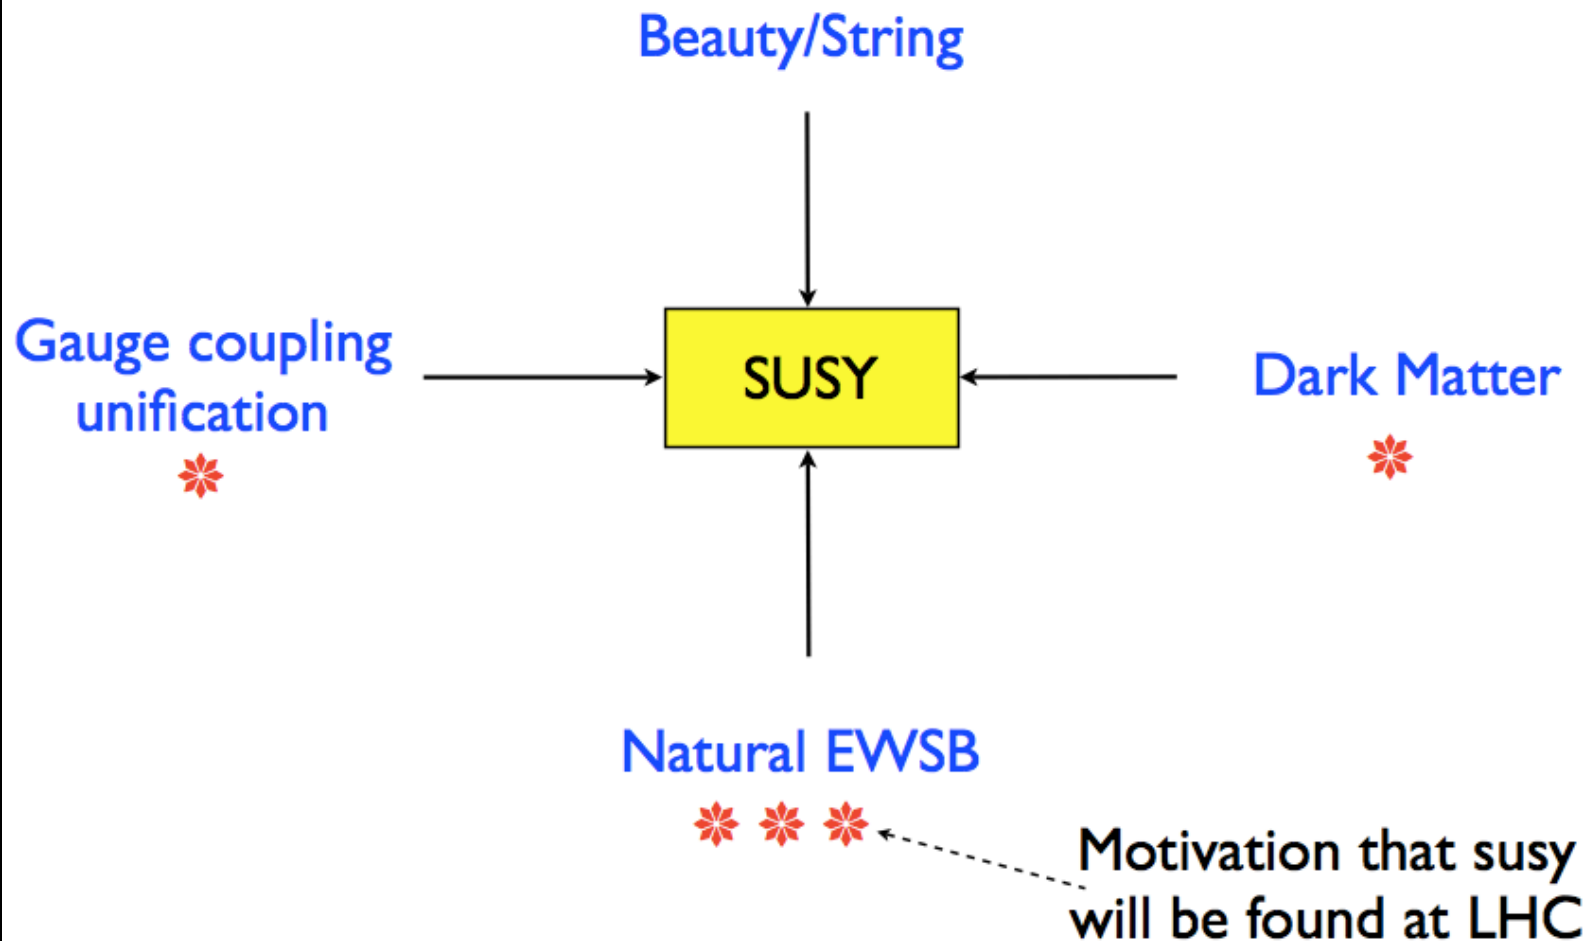 Beauty/String
Gauge coupling
unification
SUSY
Dark Matter
Natural EWSB
Motivation that susy
will be found at LHC